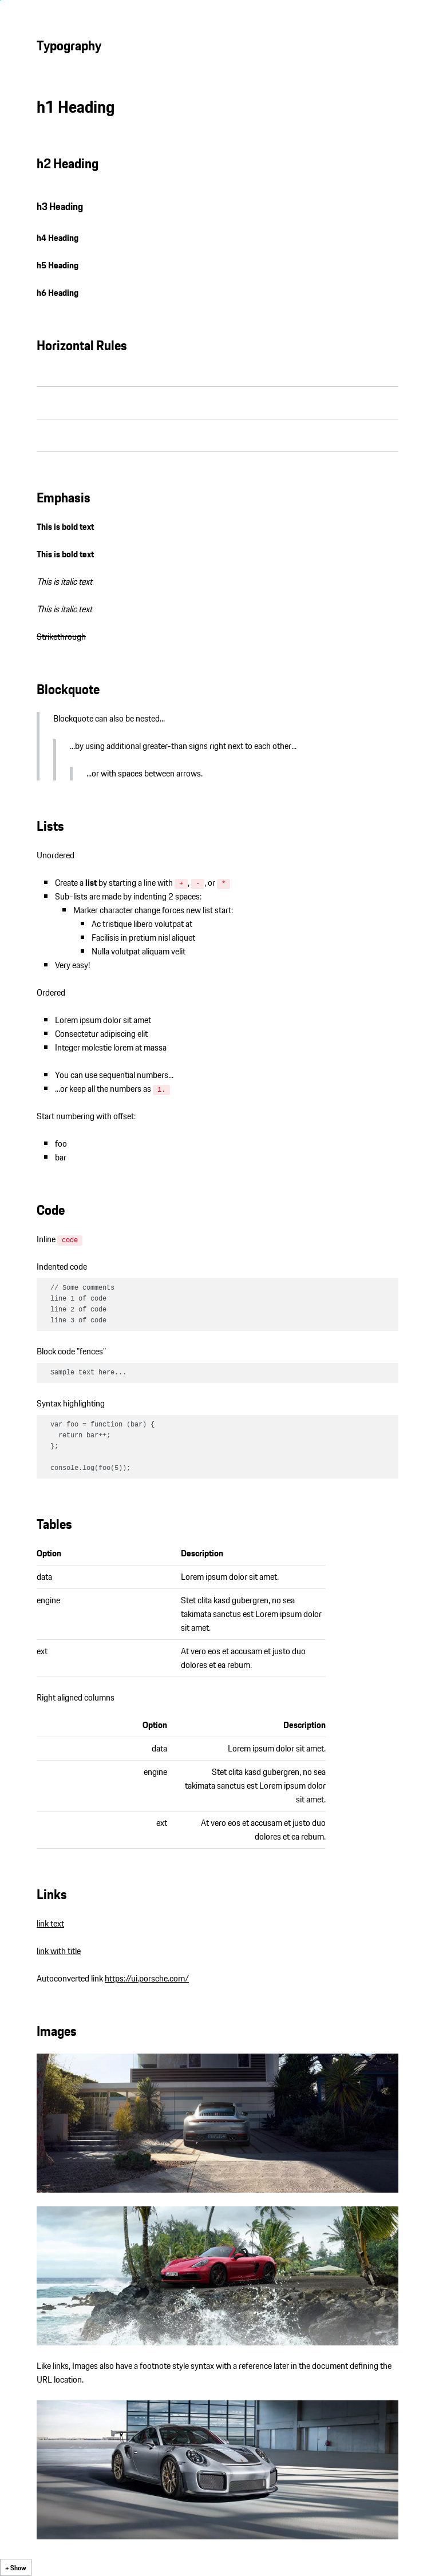 Typography
h1 Heading
h2 Heading
h3 Heading
h4 Heading
h5 Heading
h6 Heading
Horizontal Rules
Emphasis
This is bold text
This is bold text
This is italic text
This is italic text
Strikethrough
Blockquote
Blockquote can also be nested...
...by using additional greater-than signs right next to each other...
...or with spaces between arrows.
Lists
Unordered
Create a list by starting a line with +, -, or *
Sub-lists are made by indenting 2 spaces:
Marker character change forces new list start:
Ac tristique libero volutpat at
Facilisis in pretium nisl aliquet
Nulla volutpat aliquam velit
Very easy!
Ordered
Lorem ipsum dolor sit amet
Consectetur adipiscing elit
Integer molestie lorem at massa
You can use sequential numbers...
...or keep all the numbers as 1.
Start numbering with offset:
foo
bar
Code
Inline code
Indented code
// Some comments
line 1 of code
line 2 of code
line 3 of code
Block code "fences"
Sample text here...
Syntax highlighting
var foo = function (bar) {
return bar++;
};
console.log(foo(5));
Tables
Option Description
data Lorem ipsum dolor sit amet.
engine Stet clita kasd gubergren, no sea
takimata sanctus est Lorem ipsum dolor
sit amet.
ext At vero eos et accusam et justo duo
dolores et ea rebum.
Right aligned columns
Option Description
data Lorem ipsum dolor sit amet.
engine Stet clita kasd gubergren, no sea
takimata sanctus est Lorem ipsum dolor
sit amet.
ext At vero eos et accusam et justo duo
dolores et ea rebum.
Links
link text
link with title
Autoconverted link https://ui.porsche.com/
Images
Like links, Images also have a footnote style syntax with a reference later in the document defining the
URL location.
+ Show